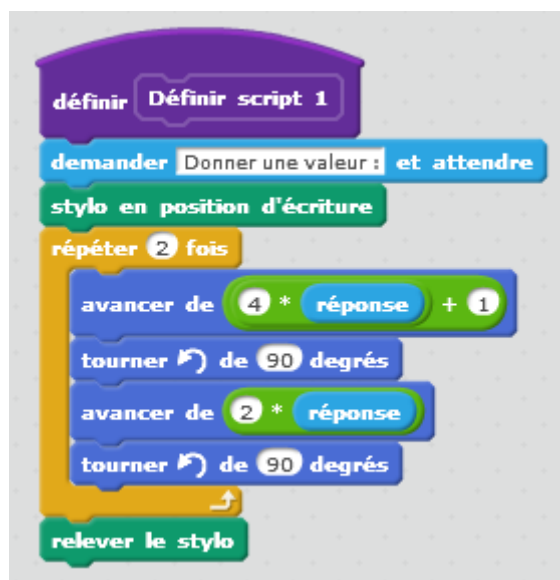 définir Définir script 1
demander Donner une valeur : et attendre
stylo en position d'écriture
répéter 2 fois
avancer de 4 * réponse + 1
tourner ↶ de 90 degrés
avancer de 2 * réponse
tourner ↶ de 90 degrés
relever le stylo